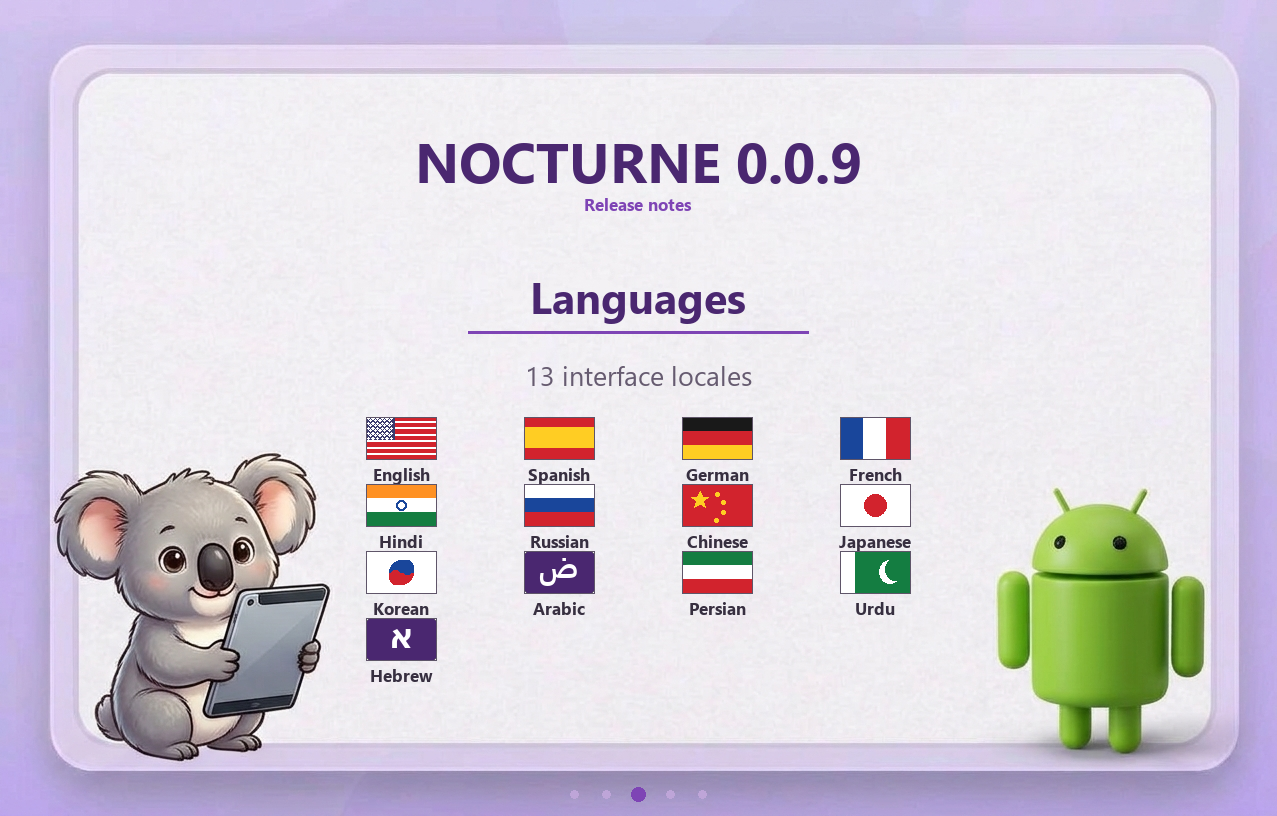 NOCTURNE 0.0.9
Release notes
Languages
13 interface locales
English Spanish German French
Hindi Russian Chinese Japanese
ض
Korean Arabic Persian Urdu
א
Hebrew